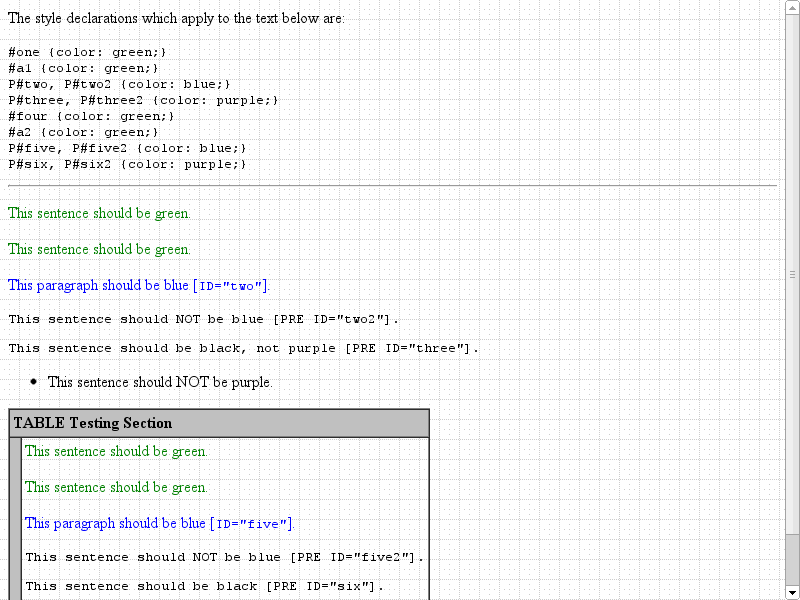 The style declarations which apply to the text below are:
#one {color: green;}
#a1 {color: green;}
P#two, P#two2 {color: blue;}
P#three, P#three2 {color: purple;}
#four {color: green;}
#a2 {color: green;}
P#five, P#five2 {color: blue;}
P#six, P#six2 {color: purple;}
This sentence should be green.
This sentence should be green.
This paragraph should be blue [ID="two"].
This sentence should NOT be blue [PRE ID="two2"].
This sentence should be black, not purple [PRE ID="three"].
• This sentence should NOT be purple.
TABLE Testing Section
This sentence should be green.
This sentence should be green.
This paragraph should be blue [ID="five"].
This sentence should NOT be blue [PRE ID="five2"].
This sentence should be black [PRE ID="six"].